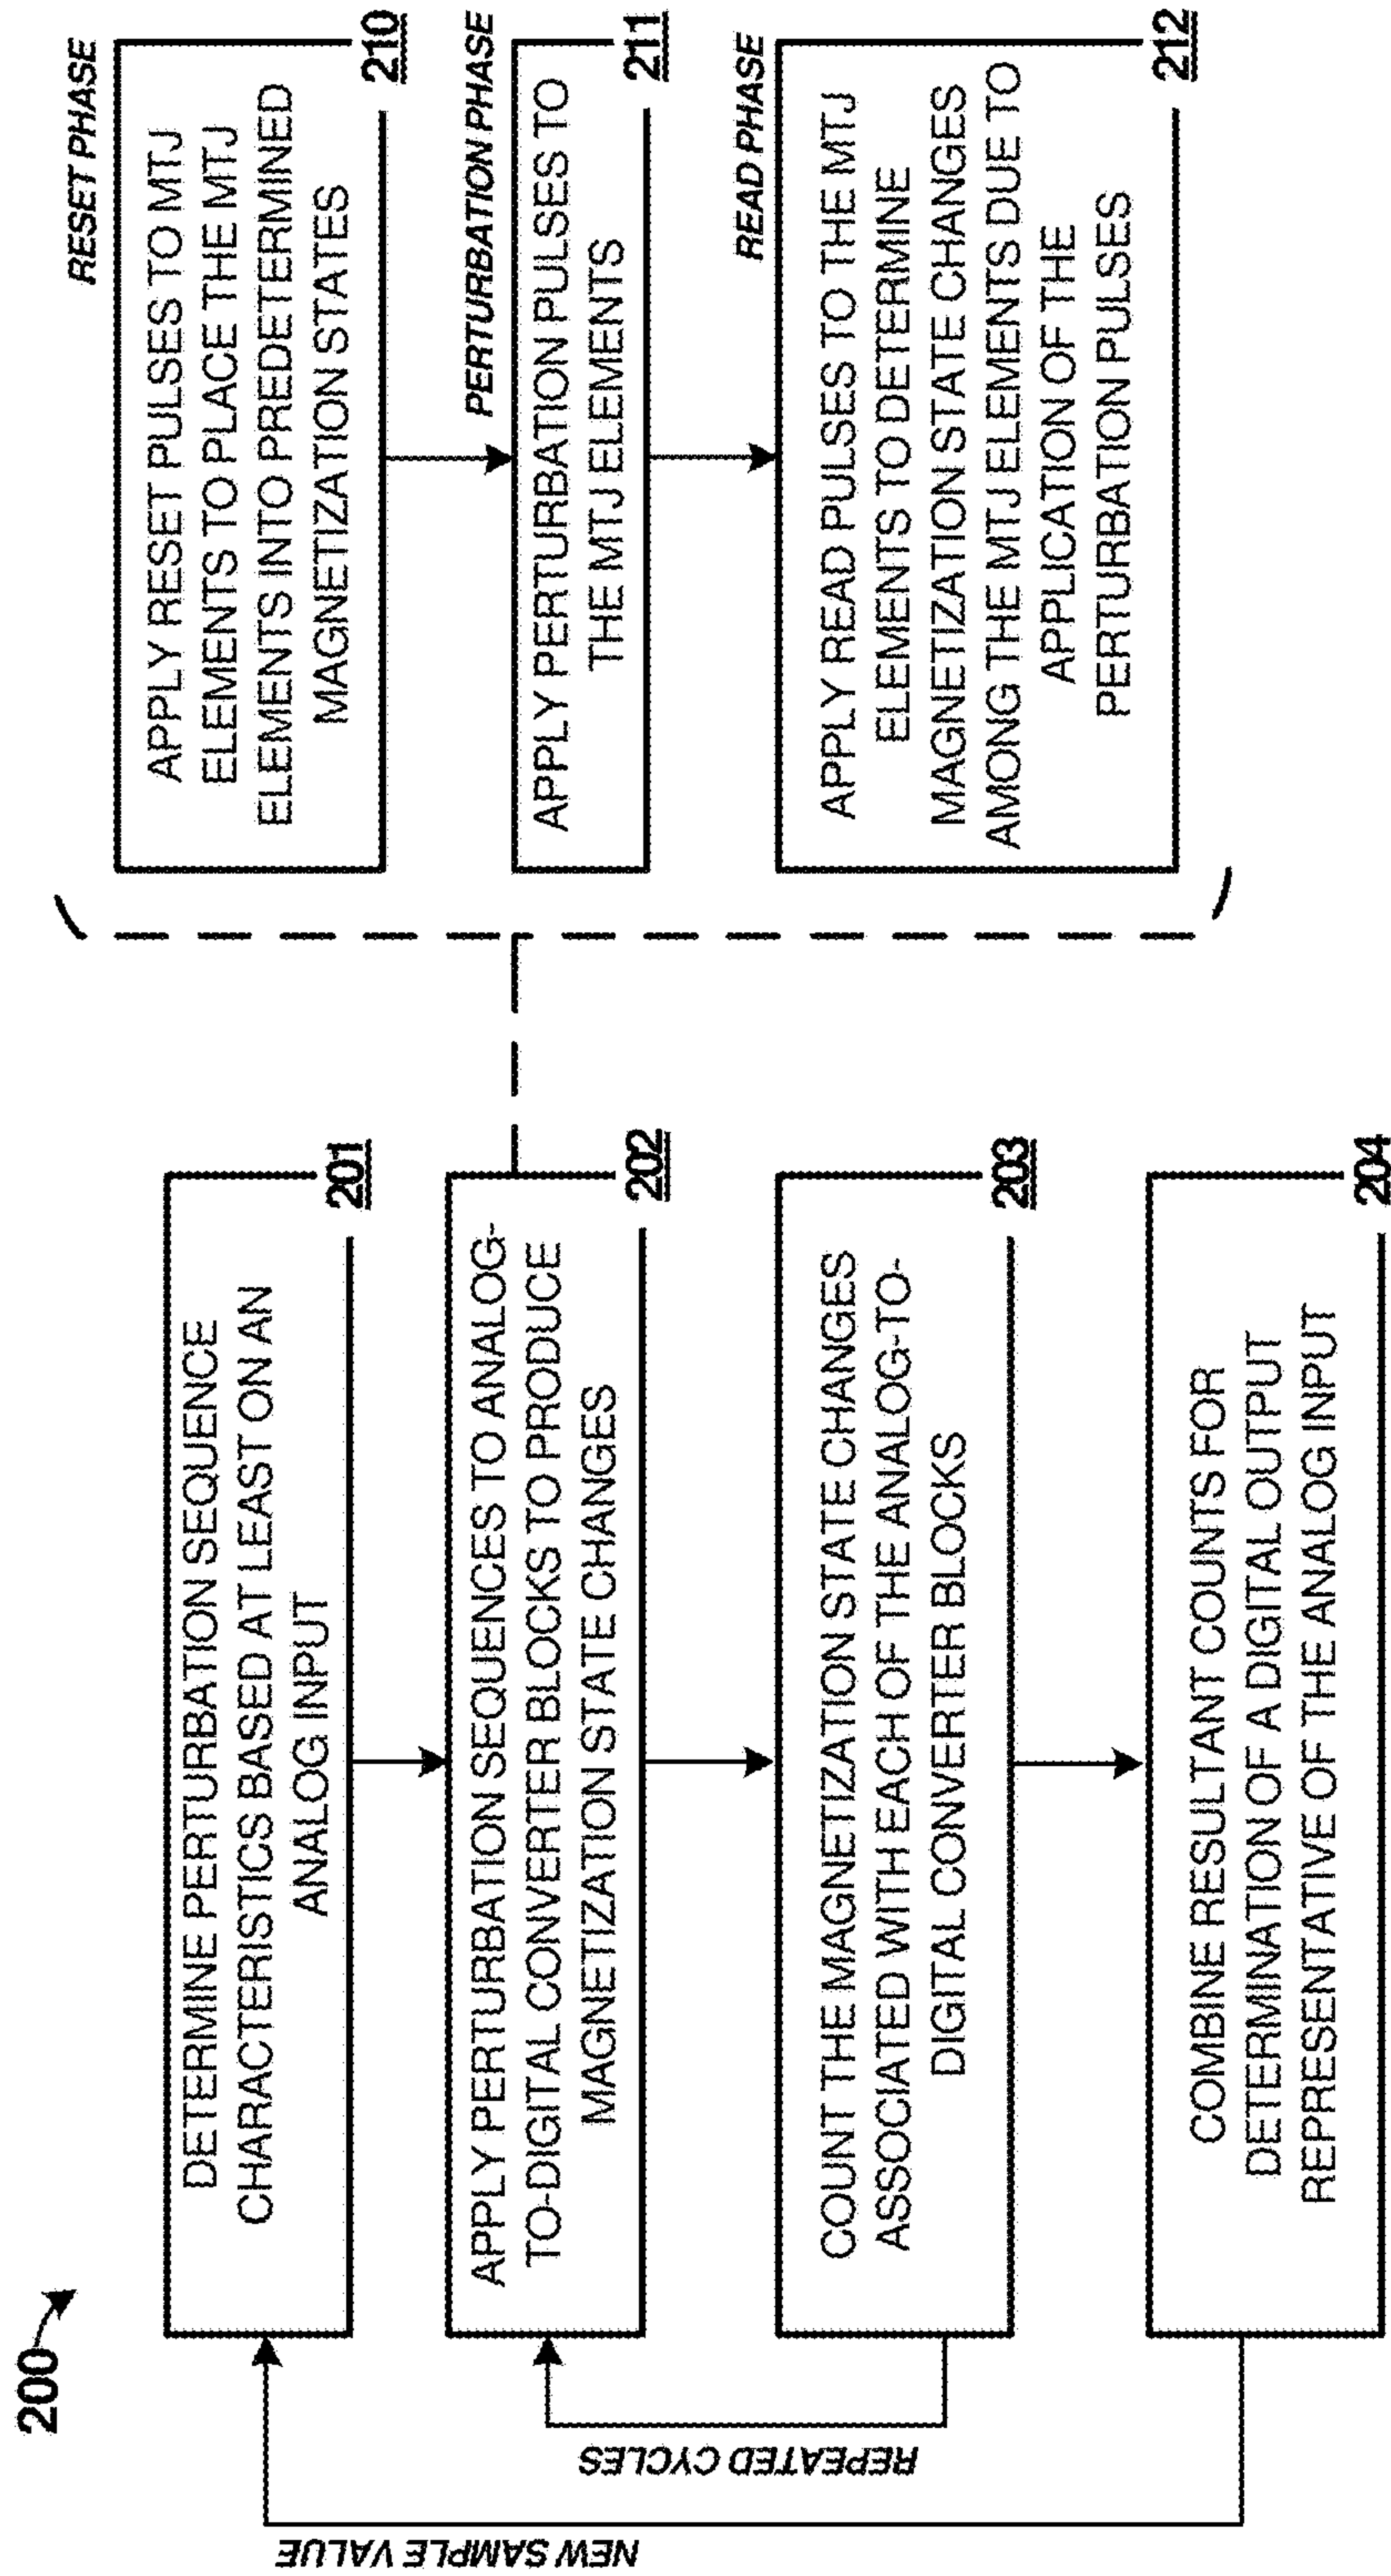 200
DETERMINE PERTURBATION SEQUENCE
CHARACTERISTICS BASED AT LEAST ON AN
ANALOG INPUT
201
APPLY PERTURBATION SEQUENCES TO ANALOG-
TO-DIGITAL CONVERTER BLOCKS TO PRODUCE
MAGNETIZATION STATE CHANGES
202
COUNT THE MAGNETIZATION STATE CHANGES
ASSOCIATED WITH EACH OF THE ANALOG-TO-
DIGITAL CONVERTER BLOCKS
203
COMBINE RESULTANT COUNTS FOR
DETERMINATION OF A DIGITAL OUTPUT
REPRESENTATIVE OF THE ANALOG INPUT
204
REPEATED CYCLES
NEW SAMPLE VALUE
RESET PHASE
APPLY RESET PULSES TO MTJ
ELEMENTS TO PLACE THE MTJ
ELEMENTS INTO PREDETERMINED
MAGNETIZATION STATES
210
PERTURBATION PHASE
APPLY PERTURBATION PULSES TO
THE MTJ ELEMENTS
211
READ PHASE
APPLY READ PULSES TO THE MTJ
ELEMENTS TO DETERMINE
MAGNETIZATION STATE CHANGES
AMONG THE MTJ ELEMENTS DUE TO
APPLICATION OF THE
PERTURBATION PULSES
212